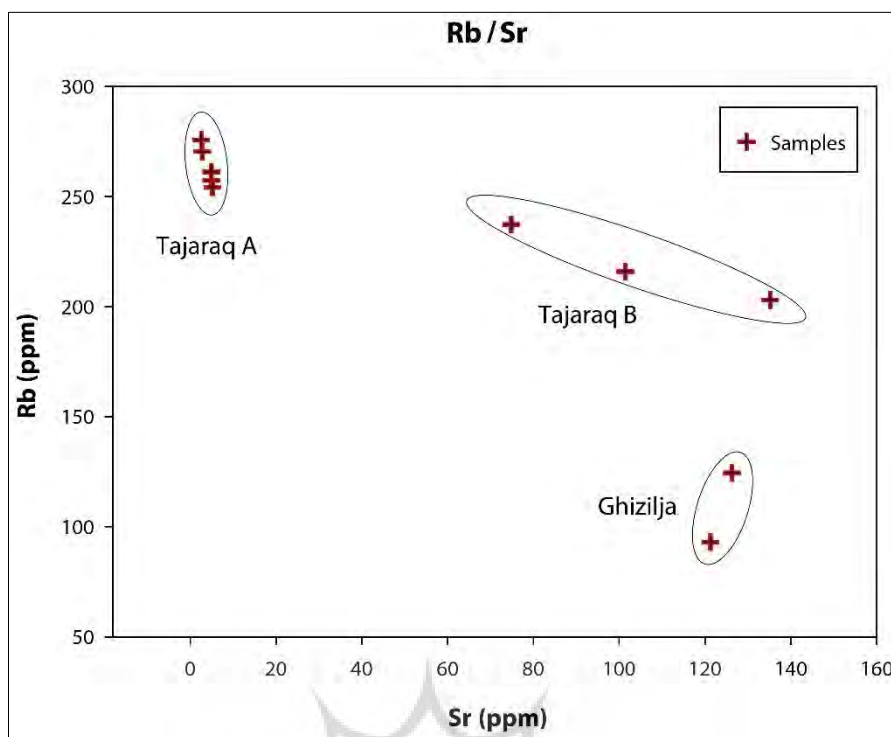 Rb / Sr
300
250
200
150
100
50
Rb (ppm)
Samples
Tajaraq A
Tajaraq B
Ghizilja
0 20 40 60 80 100 120 140 160
Sr (ppm)